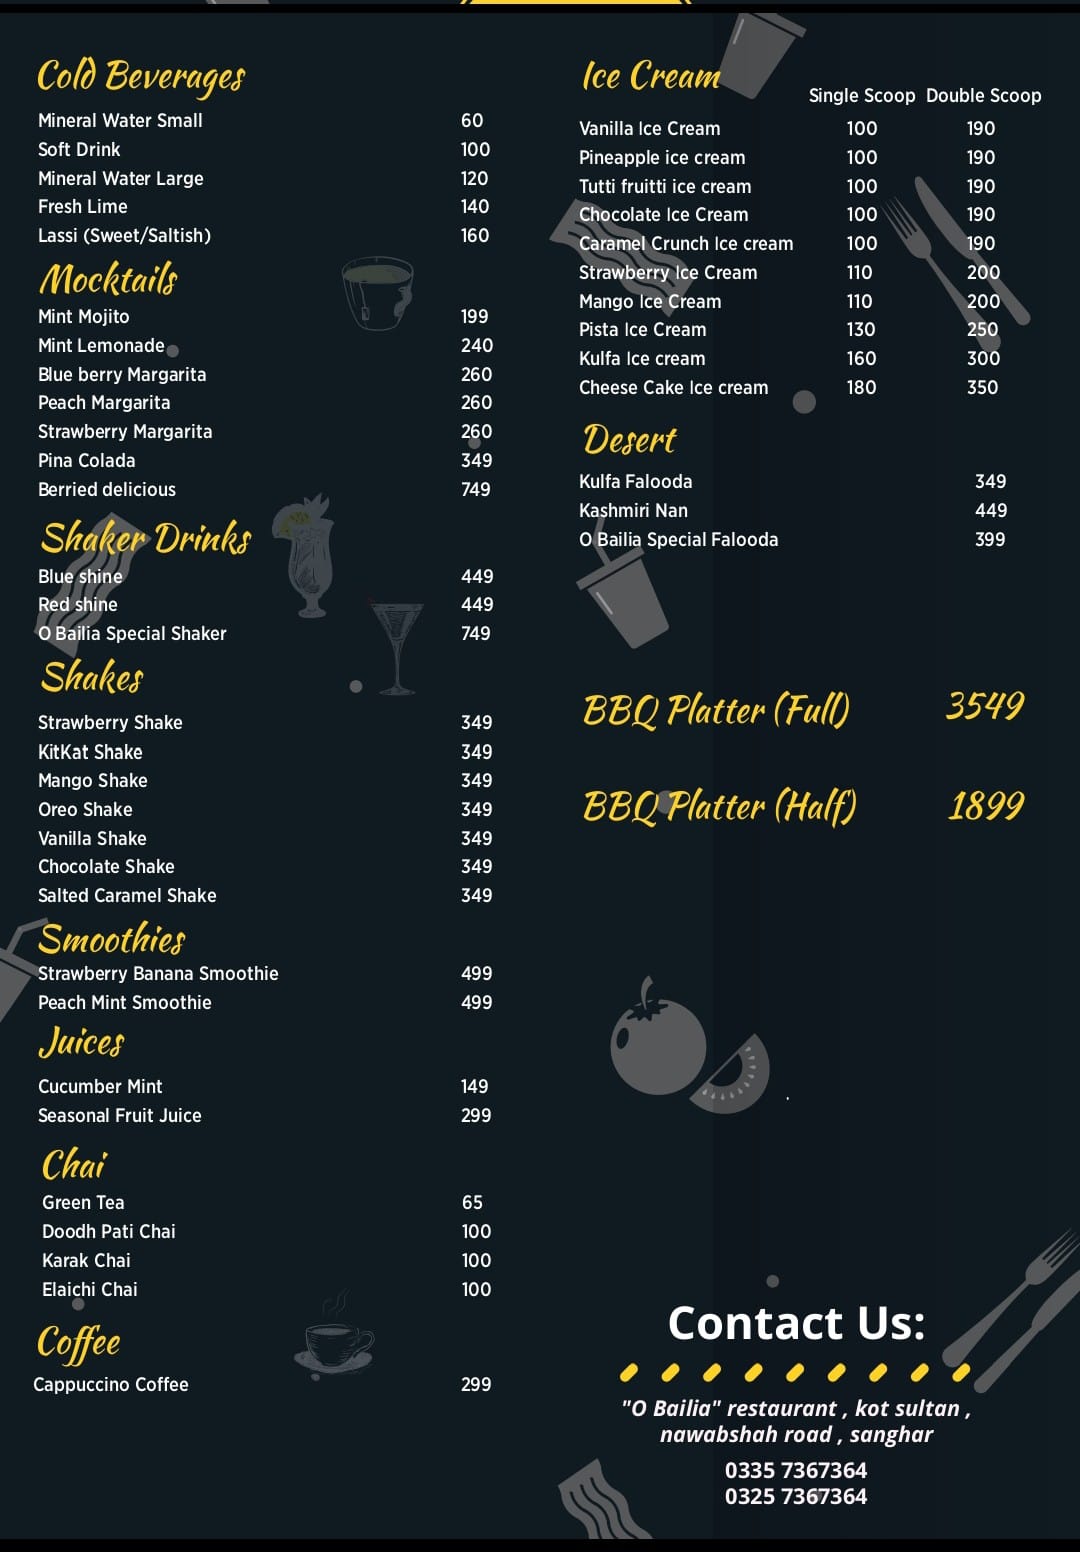 Cold Beverages
Mineral Water Small 60
Soft Drink 100
Mineral Water Large 120
Fresh Lime 140
Lassi (Sweet/Saltish) 160
Mocktails
Mint Mojito 199
Mint Lemonade 240
Blue berry Margarita 260
Peach Margarita 260
Strawberry Margarita 260
Pina Colada 349
Berried delicious 749
Shaker Drinks
Blue shine 449
Red shine 449
O Bailia Special Shaker 749
Shakes
Strawberry Shake 349
KitKat Shake 349
Mango Shake 349
Oreo Shake 349
Vanilla Shake 349
Chocolate Shake 349
Salted Caramel Shake 349
Smoothies
Strawberry Banana Smoothie 499
Peach Mint Smoothie 499
Juices
Cucumber Mint 149
Seasonal Fruit Juice 299
Chai
Green Tea 65
Doodh Pati Chai 100
Karak Chai 100
Elaichi Chai 100
Coffee
Cappuccino Coffee 299
Ice Cream
Single Scoop Double Scoop
Vanilla Ice Cream 100 190
Pineapple ice cream 100 190
Tutti fruitti ice cream 100 190
Chocolate Ice Cream 100 190
Caramel Crunch Ice cream 100 190
Strawberry Ice Cream 110 200
Mango Ice Cream 110 200
Pista Ice Cream 130 250
Kulfa Ice cream 160 300
Cheese Cake Ice cream 180 350
Desert
Kulfa Falooda 349
Kashmiri Nan 449
O Bailia Special Falooda 399
BBQ Platter (Full) 3549
BBQ Platter (Half) 1899
Contact Us:
"O Bailia" restaurant , kot sultan ,
nawabshah road , sanghar
0335 7367364
0325 7367364